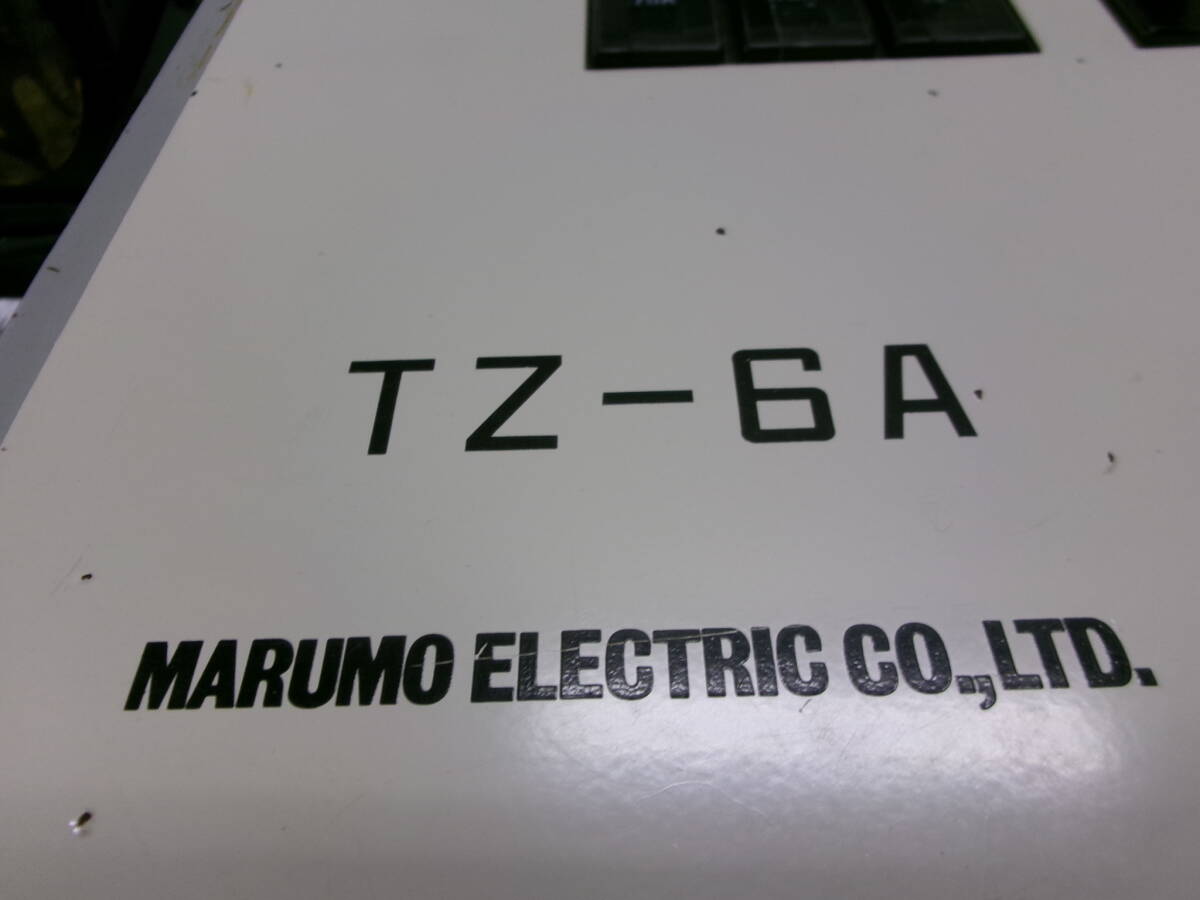 TZ-6A
MARUMO ELECTRIC CO.,LTD.